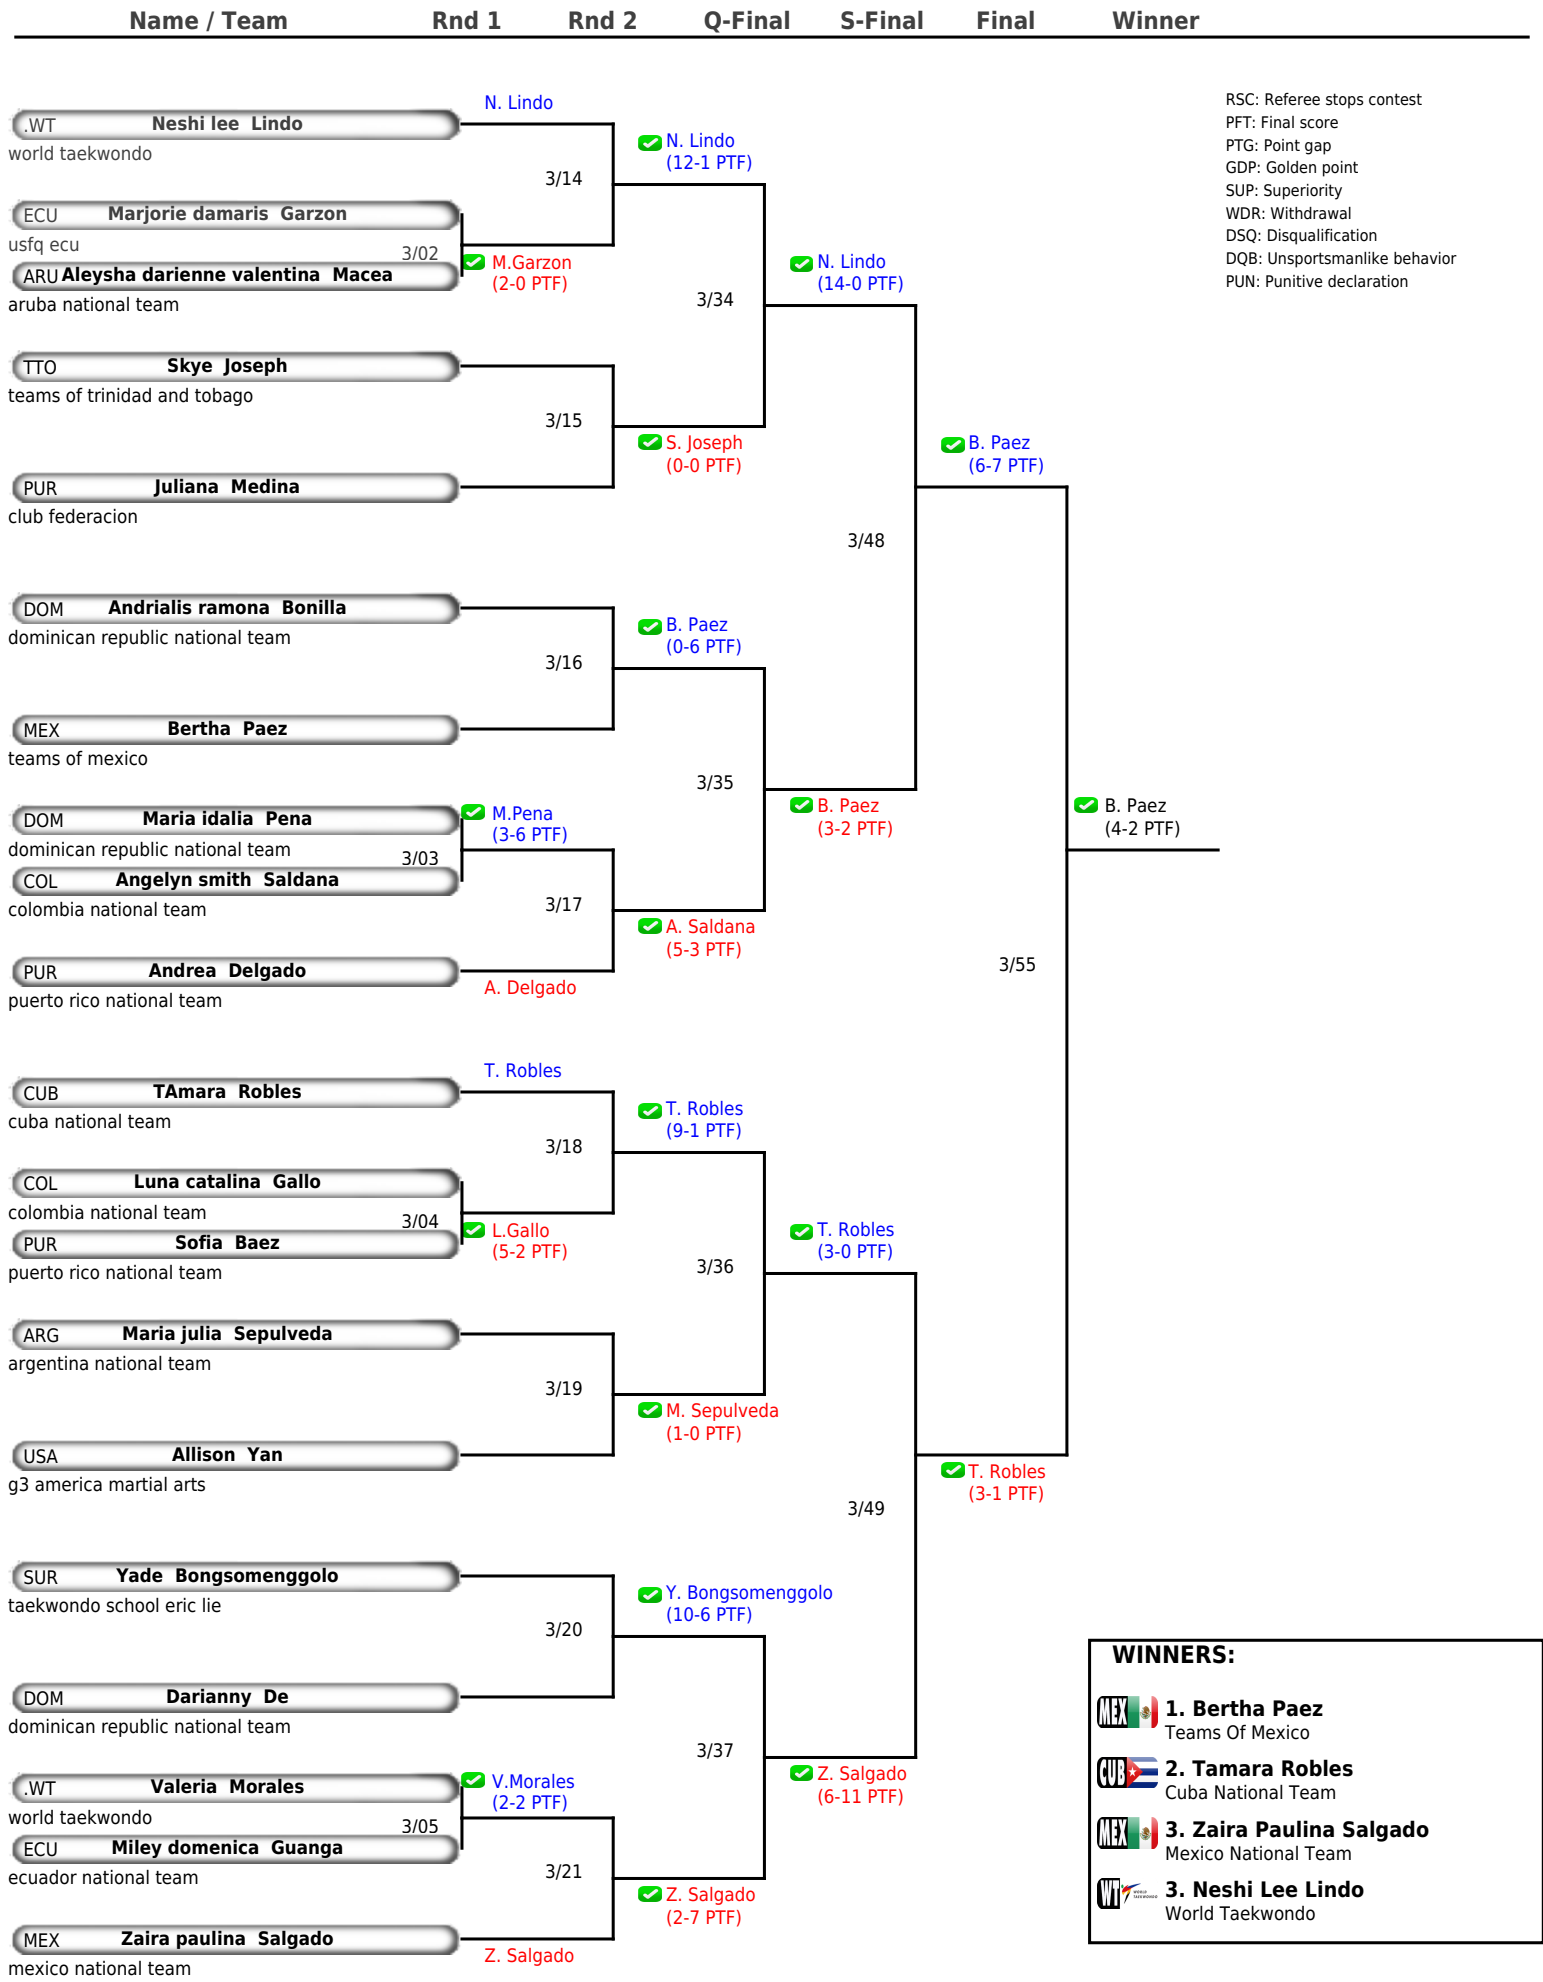 Name / Team Rnd 1 Rnd 2 Q-Final S-Final Final Winner
RSC: Referee stops contest
PFT: Final score
PTG: Point gap
GDP: Golden point
SUP: Superiority
WDR: Withdrawal
DSQ: Disqualification
DQB: Unsportsmanlike behavior
PUN: Punitive declaration
N. Lindo
.WT Neshi lee Lindo
world taekwondo
N. Lindo
(12-1 PTF)
3/14
ECU Marjorie damaris Garzon
usfq ecu
3/02
M.Garzon
(2-0 PTF)
ARU Aleysha darienne valentina Macea
aruba national team
N. Lindo
(14-0 PTF)
3/34
TTO Skye Joseph
teams of trinidad and tobago
3/15
S. Joseph
(0-0 PTF)
B. Paez
(6-7 PTF)
PUR Juliana Medina
club federacion
3/48
DOM Andrialis ramona Bonilla
dominican republic national team
B. Paez
(0-6 PTF)
3/16
MEX Bertha Paez
teams of mexico
3/35
DOM Maria idalia Pena
dominican republic national team
M.Pena
(3-6 PTF)
B. Paez
(3-2 PTF)
B. Paez
(4-2 PTF)
3/03
COL Angelyn smith Saldana
colombia national team
3/17
A. Saldana
(5-3 PTF)
PUR Andrea Delgado
puerto rico national team
A. Delgado
3/55
T. Robles
CUB TAmara Robles
cuba national team
T. Robles
(9-1 PTF)
3/18
COL Luna catalina Gallo
colombia national team
3/04
L.Gallo
(5-2 PTF)
PUR Sofia Baez
puerto rico national team
T. Robles
(3-0 PTF)
3/36
ARG Maria julia Sepulveda
argentina national team
3/19
M. Sepulveda
(1-0 PTF)
USA Allison Yan
g3 america martial arts
T. Robles
(3-1 PTF)
3/49
SUR Yade Bongsomenggolo
taekwondo school eric lie
Y. Bongsomenggolo
(10-6 PTF)
3/20
DOM Darianny De
dominican republic national team
3/37
.WT Valeria Morales
world taekwondo
V.Morales
(2-2 PTF)
Z. Salgado
(6-11 PTF)
3/05
ECU Miley domenica Guanga
ecuador national team
3/21
Z. Salgado
(2-7 PTF)
MEX Zaira paulina Salgado
mexico national team
Z. Salgado
WINNERS:
MEX 1. Bertha Paez
Teams Of Mexico
CUB 2. Tamara Robles
Cuba National Team
MEX 3. Zaira Paulina Salgado
Mexico National Team
WT WORLD TAEKWONDO 3. Neshi Lee Lindo
World Taekwondo